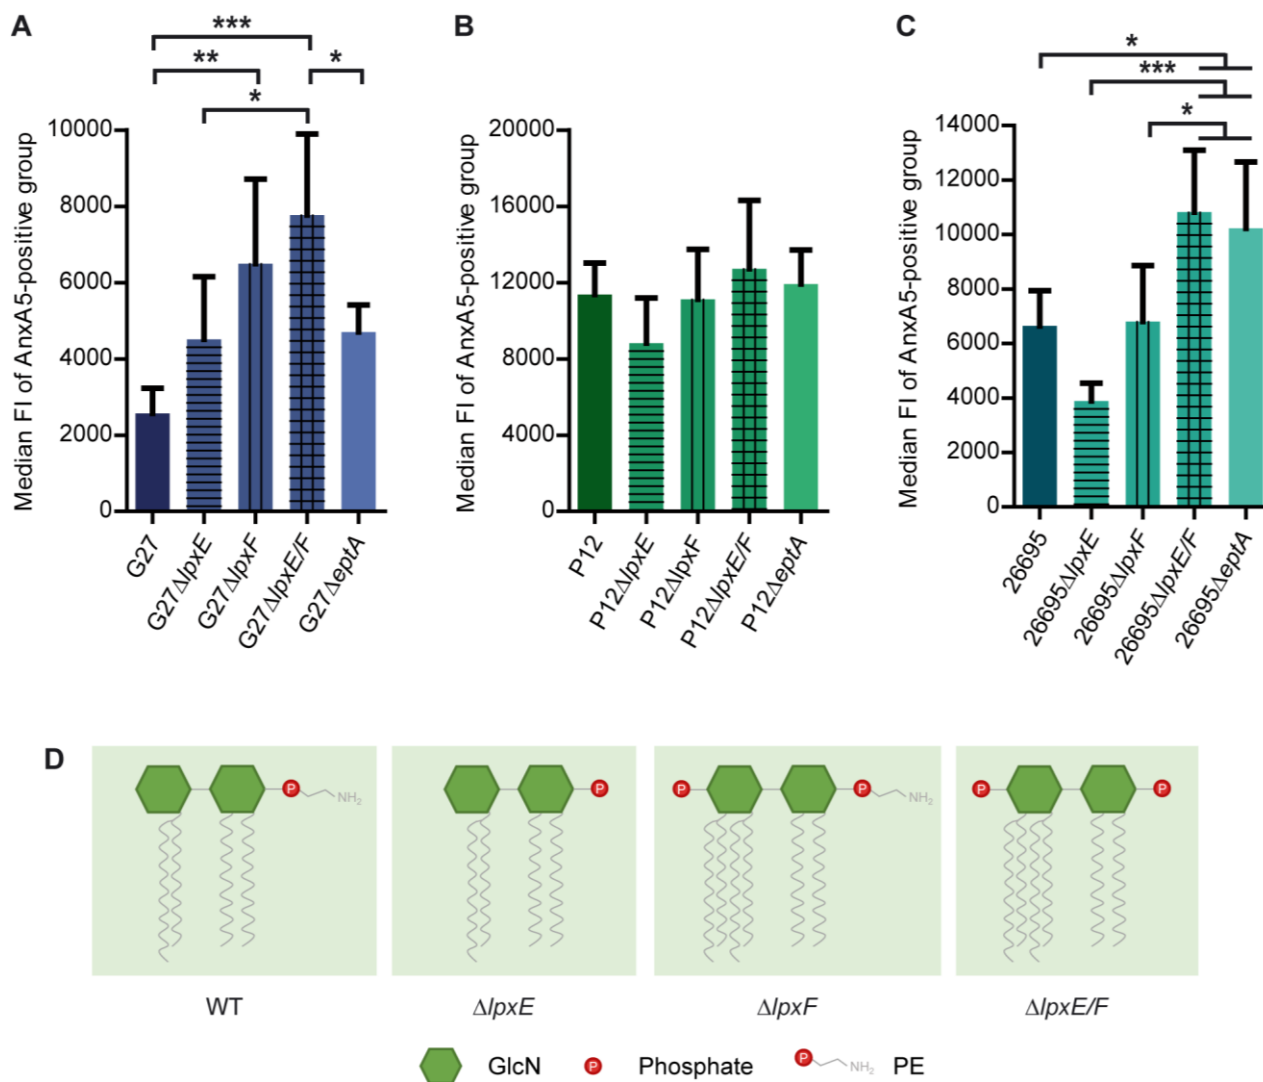 A
***
**
*
*
Median FI of AnxA5-positive group
10000
8000
6000
4000
2000
0
G27
G27ΔlpxE
G27ΔlpxF
G27ΔlpxE/F
G27ΔeptA
B
Median FI of AnxA5-positive group
20000
16000
12000
8000
4000
0
P12
P12ΔlpxE
P12ΔlpxF
P12ΔlpxE/F
P12ΔeptA
C
*
***
*
Median FI of AnxA5-positive group
14000
12000
10000
8000
6000
4000
2000
0
26695
26695ΔlpxE
26695ΔlpxF
26695ΔlpxE/F
26695ΔeptA
D
P NH₂
P
P P NH₂
P P
WT
ΔlpxE
ΔlpxF
ΔlpxE/F
GlcN
P Phosphate
P NH₂ PE